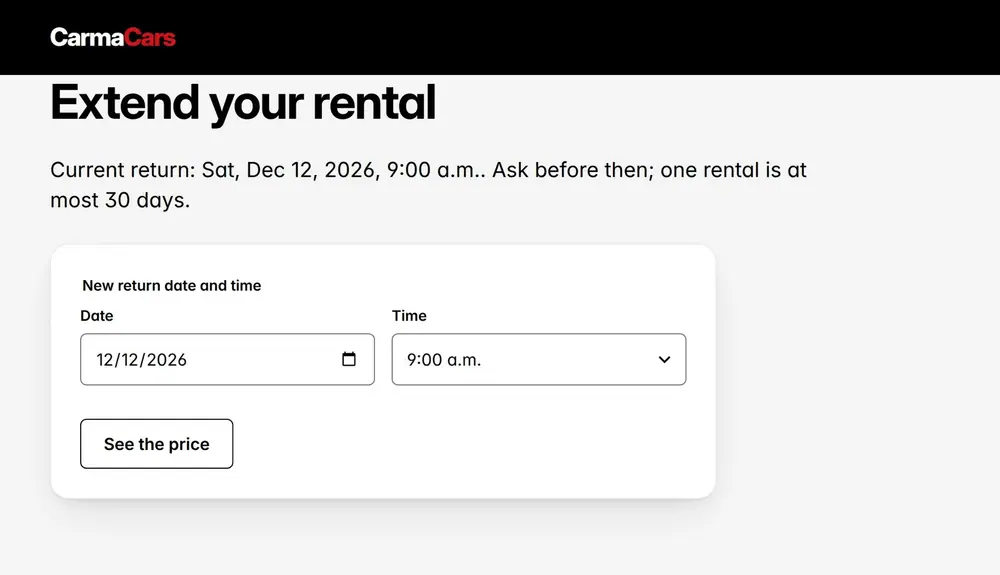 CarmaCars
Extend your rental
Current return: Sat, Dec 12, 2026, 9:00 a.m.. Ask before then; one rental is at
most 30 days.
New return date and time
Date
Time
12/12/2026
9:00 a.m.
See the price